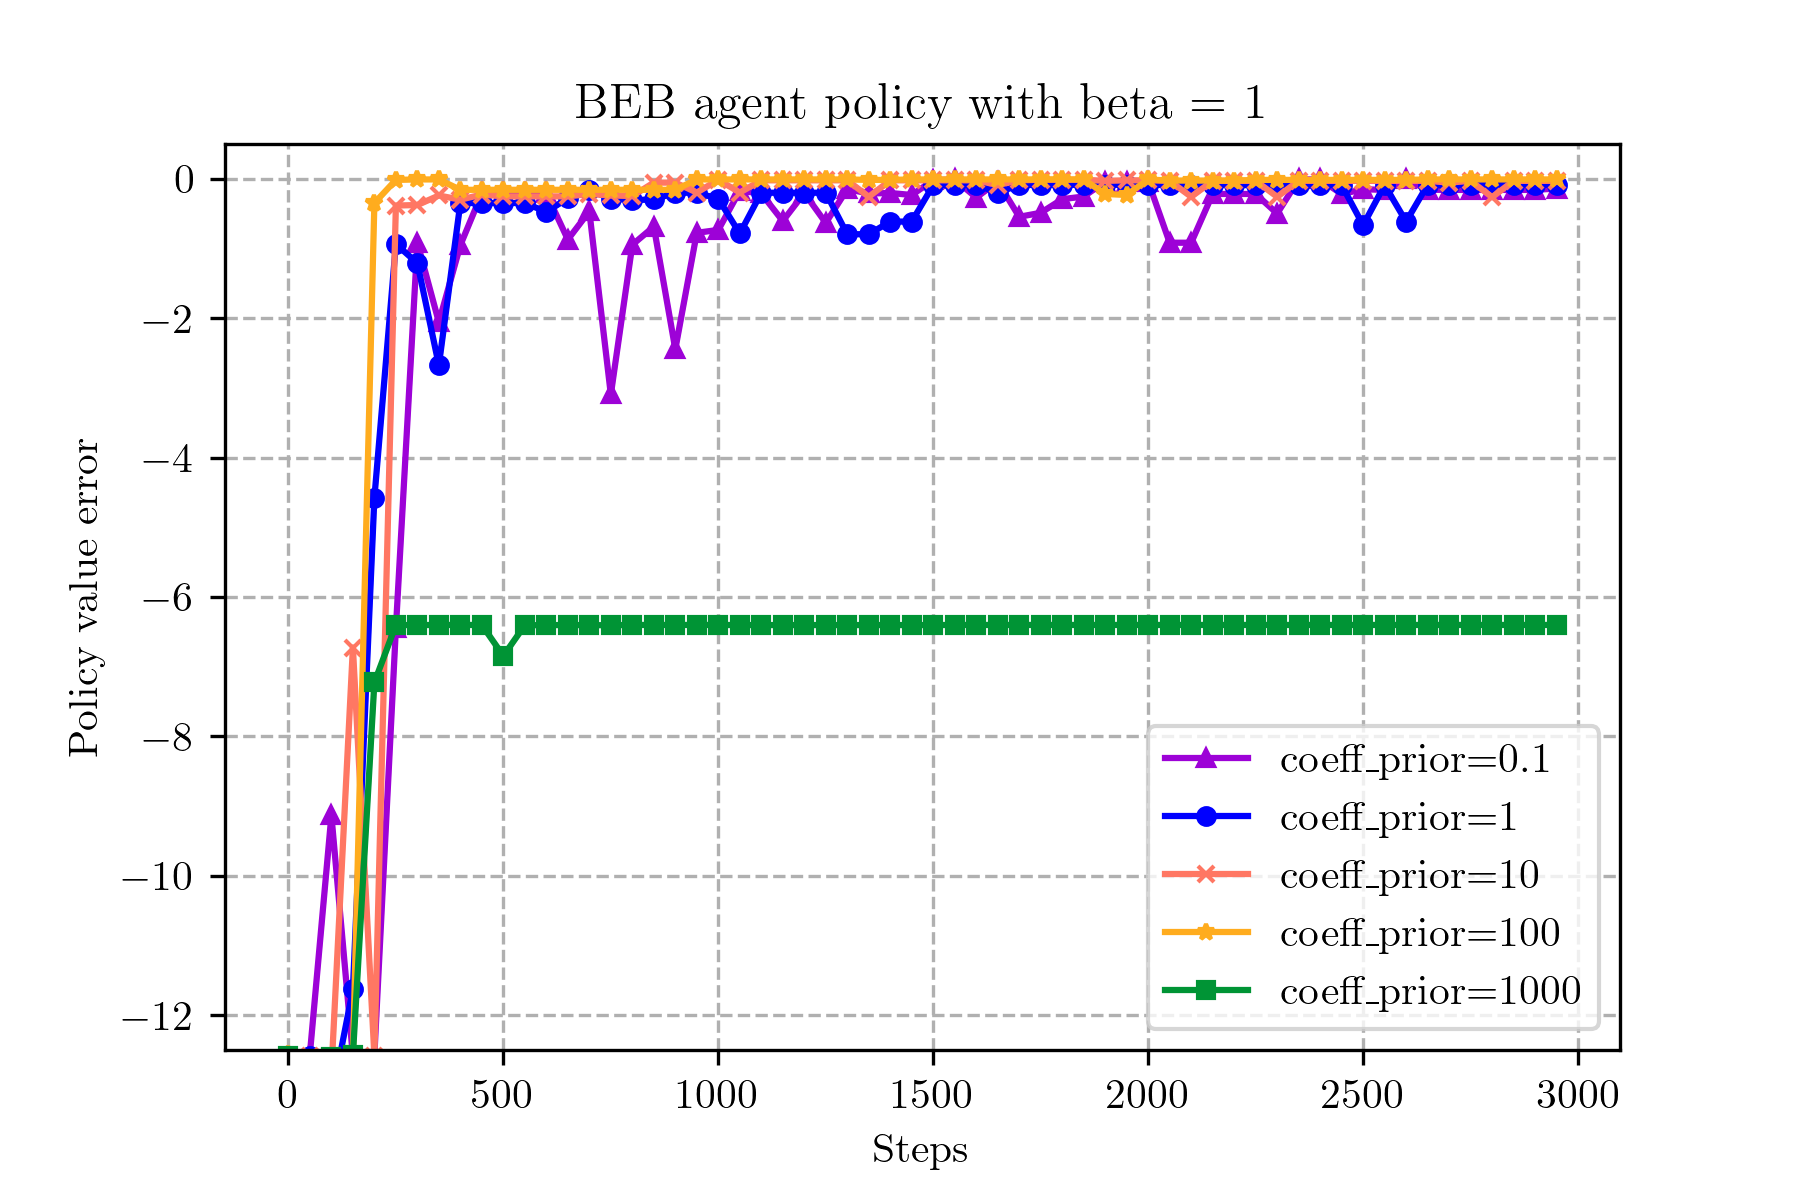 BEB agent policy with beta = 1
Policy value error
0
−2
−4
−6
−8
−10
−12
coeff_prior=0.1
coeff_prior=1
coeff_prior=10
coeff_prior=100
coeff_prior=1000
0 500 1000 1500 2000 2500 3000
Steps